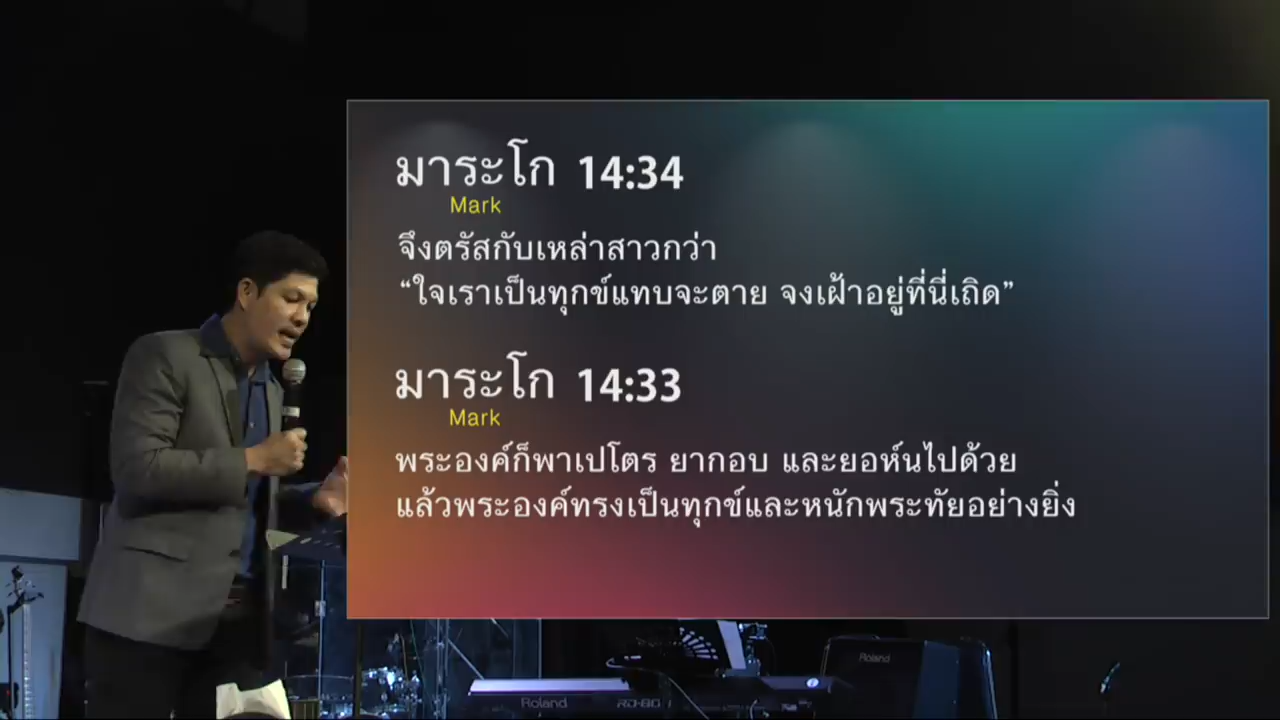 มาระโก 14:34
Mark
จึงตรัสกับเหล่าสาวกว่า
“ใจเราเป็นทุกข์แทบจะตาย จงเฝ้าอยู่ที่นี่เถิด”
มาระโก 14:33
Mark
พระองค์ก็พาเปโตร ยากอบ และยอห์นไปด้วย
แล้วพระองค์ทรงเป็นทุกข์และหนักพระทัยอย่างยิ่ง
Roland
Roland